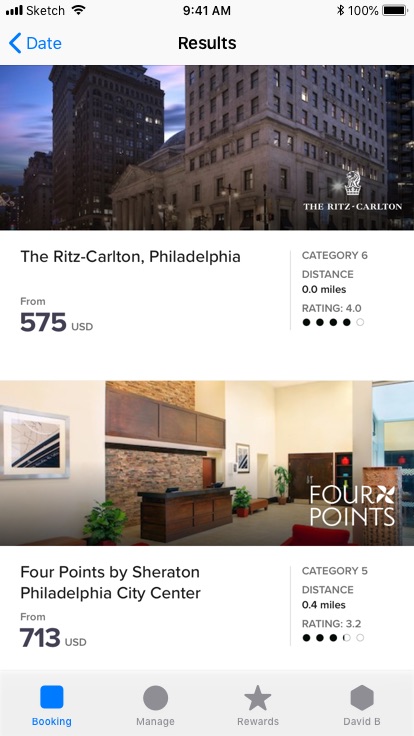 Sketch 9:41 AM 100%
Date Results
THE RITZ-CARLTON
The Ritz-Carlton, Philadelphia
CATEGORY 6
DISTANCE
0.0 miles
From
575 USD
RATING: 4.0
FOUR
POINTS
Four Points by Sheraton
Philadelphia City Center
CATEGORY 5
DISTANCE
0.4 miles
From
713 USD
RATING: 3.2
Booking Manage Rewards David B